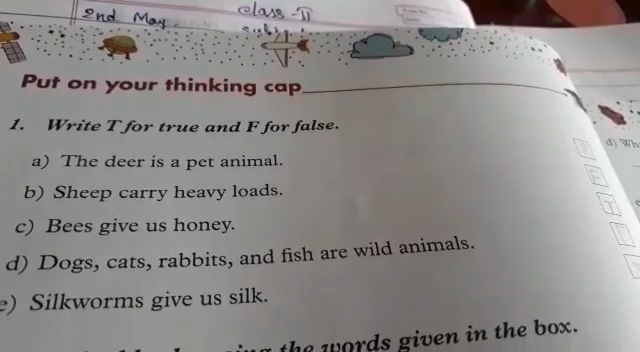 2nd May
class-II
Put on your thinking cap
1. Write T for true and F for false.
a) The deer is a pet animal.
b) Sheep carry heavy loads.
c) Bees give us honey.
d) Dogs, cats, rabbits, and fish are wild animals.
e) Silkworms give us silk.
the words given in the box.
d) Wh